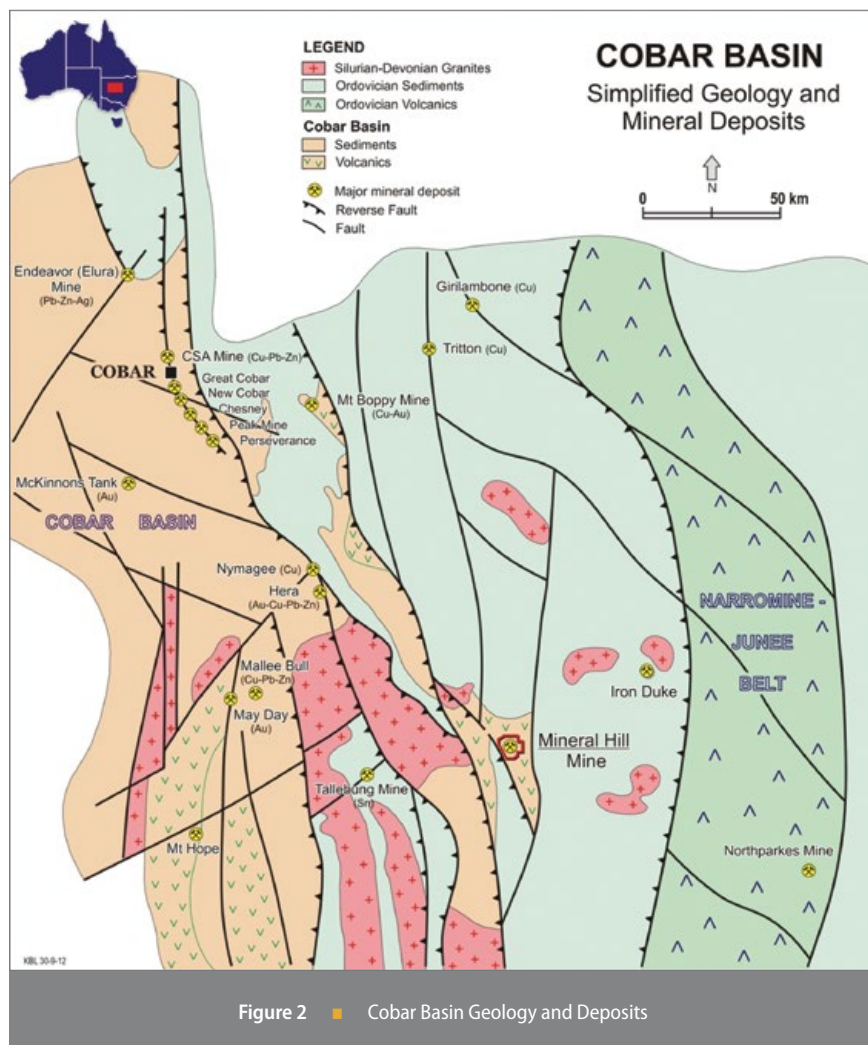 LEGEND
Silurian-Devonian Granites
Ordovician Sediments
Ordovician Volcanics
Cobar Basin
Sediments
Volcanics
Major mineral deposit
Reverse Fault
Fault
COBAR BASIN
Simplified Geology and
Mineral Deposits
N
0 50 km
Endeavor (Elura)
Mine
(Pb-Zn-Ag)
Girilambone (Cu)
Tritton (Cu)
CSA Mine (Cu-Pb-Zn)
COBAR
Great Cobar
New Cobar
Chesney
Peak Mine
Perseverance
Mt Boppy Mine
(Cu-Au)
McKinnons Tank
(Au)
COBAR BASIN
Nymagee (Cu)
Hera
(Au-Cu-Pb-Zn)
NARROMINE -
JUNEE
BELT
Mallee Bull
(Cu-Pb-Zn)
May Day
(Au)
Iron Duke
Mineral Hill
Mine
Tallebung Mine
(Sn)
Mt Hope
Northparkes Mine
KBL 30-9-12
Figure 2 ■ Cobar Basin Geology and Deposits